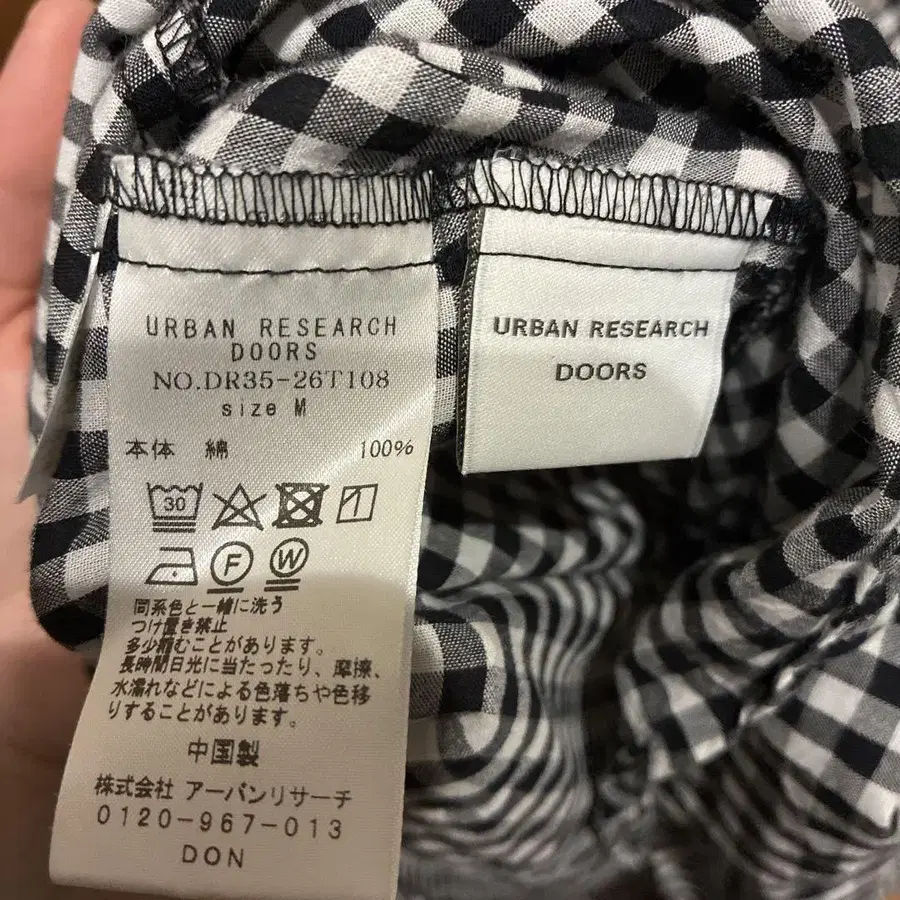 URBAN RESEARCH
DOORS
NO.DR35-26T108
size M
本体 綿 100%
30
F W
同系色と一緒に洗う
つけ置き禁止
多少縮むことがあります。
長時間日光に当たったり、摩擦、
水濡れなどによる色落ちや色移
りすることがあります。
中国製
株式会社 アーバンリサーチ
0120-967-013
DON
URBAN RESEARCH
DOORS